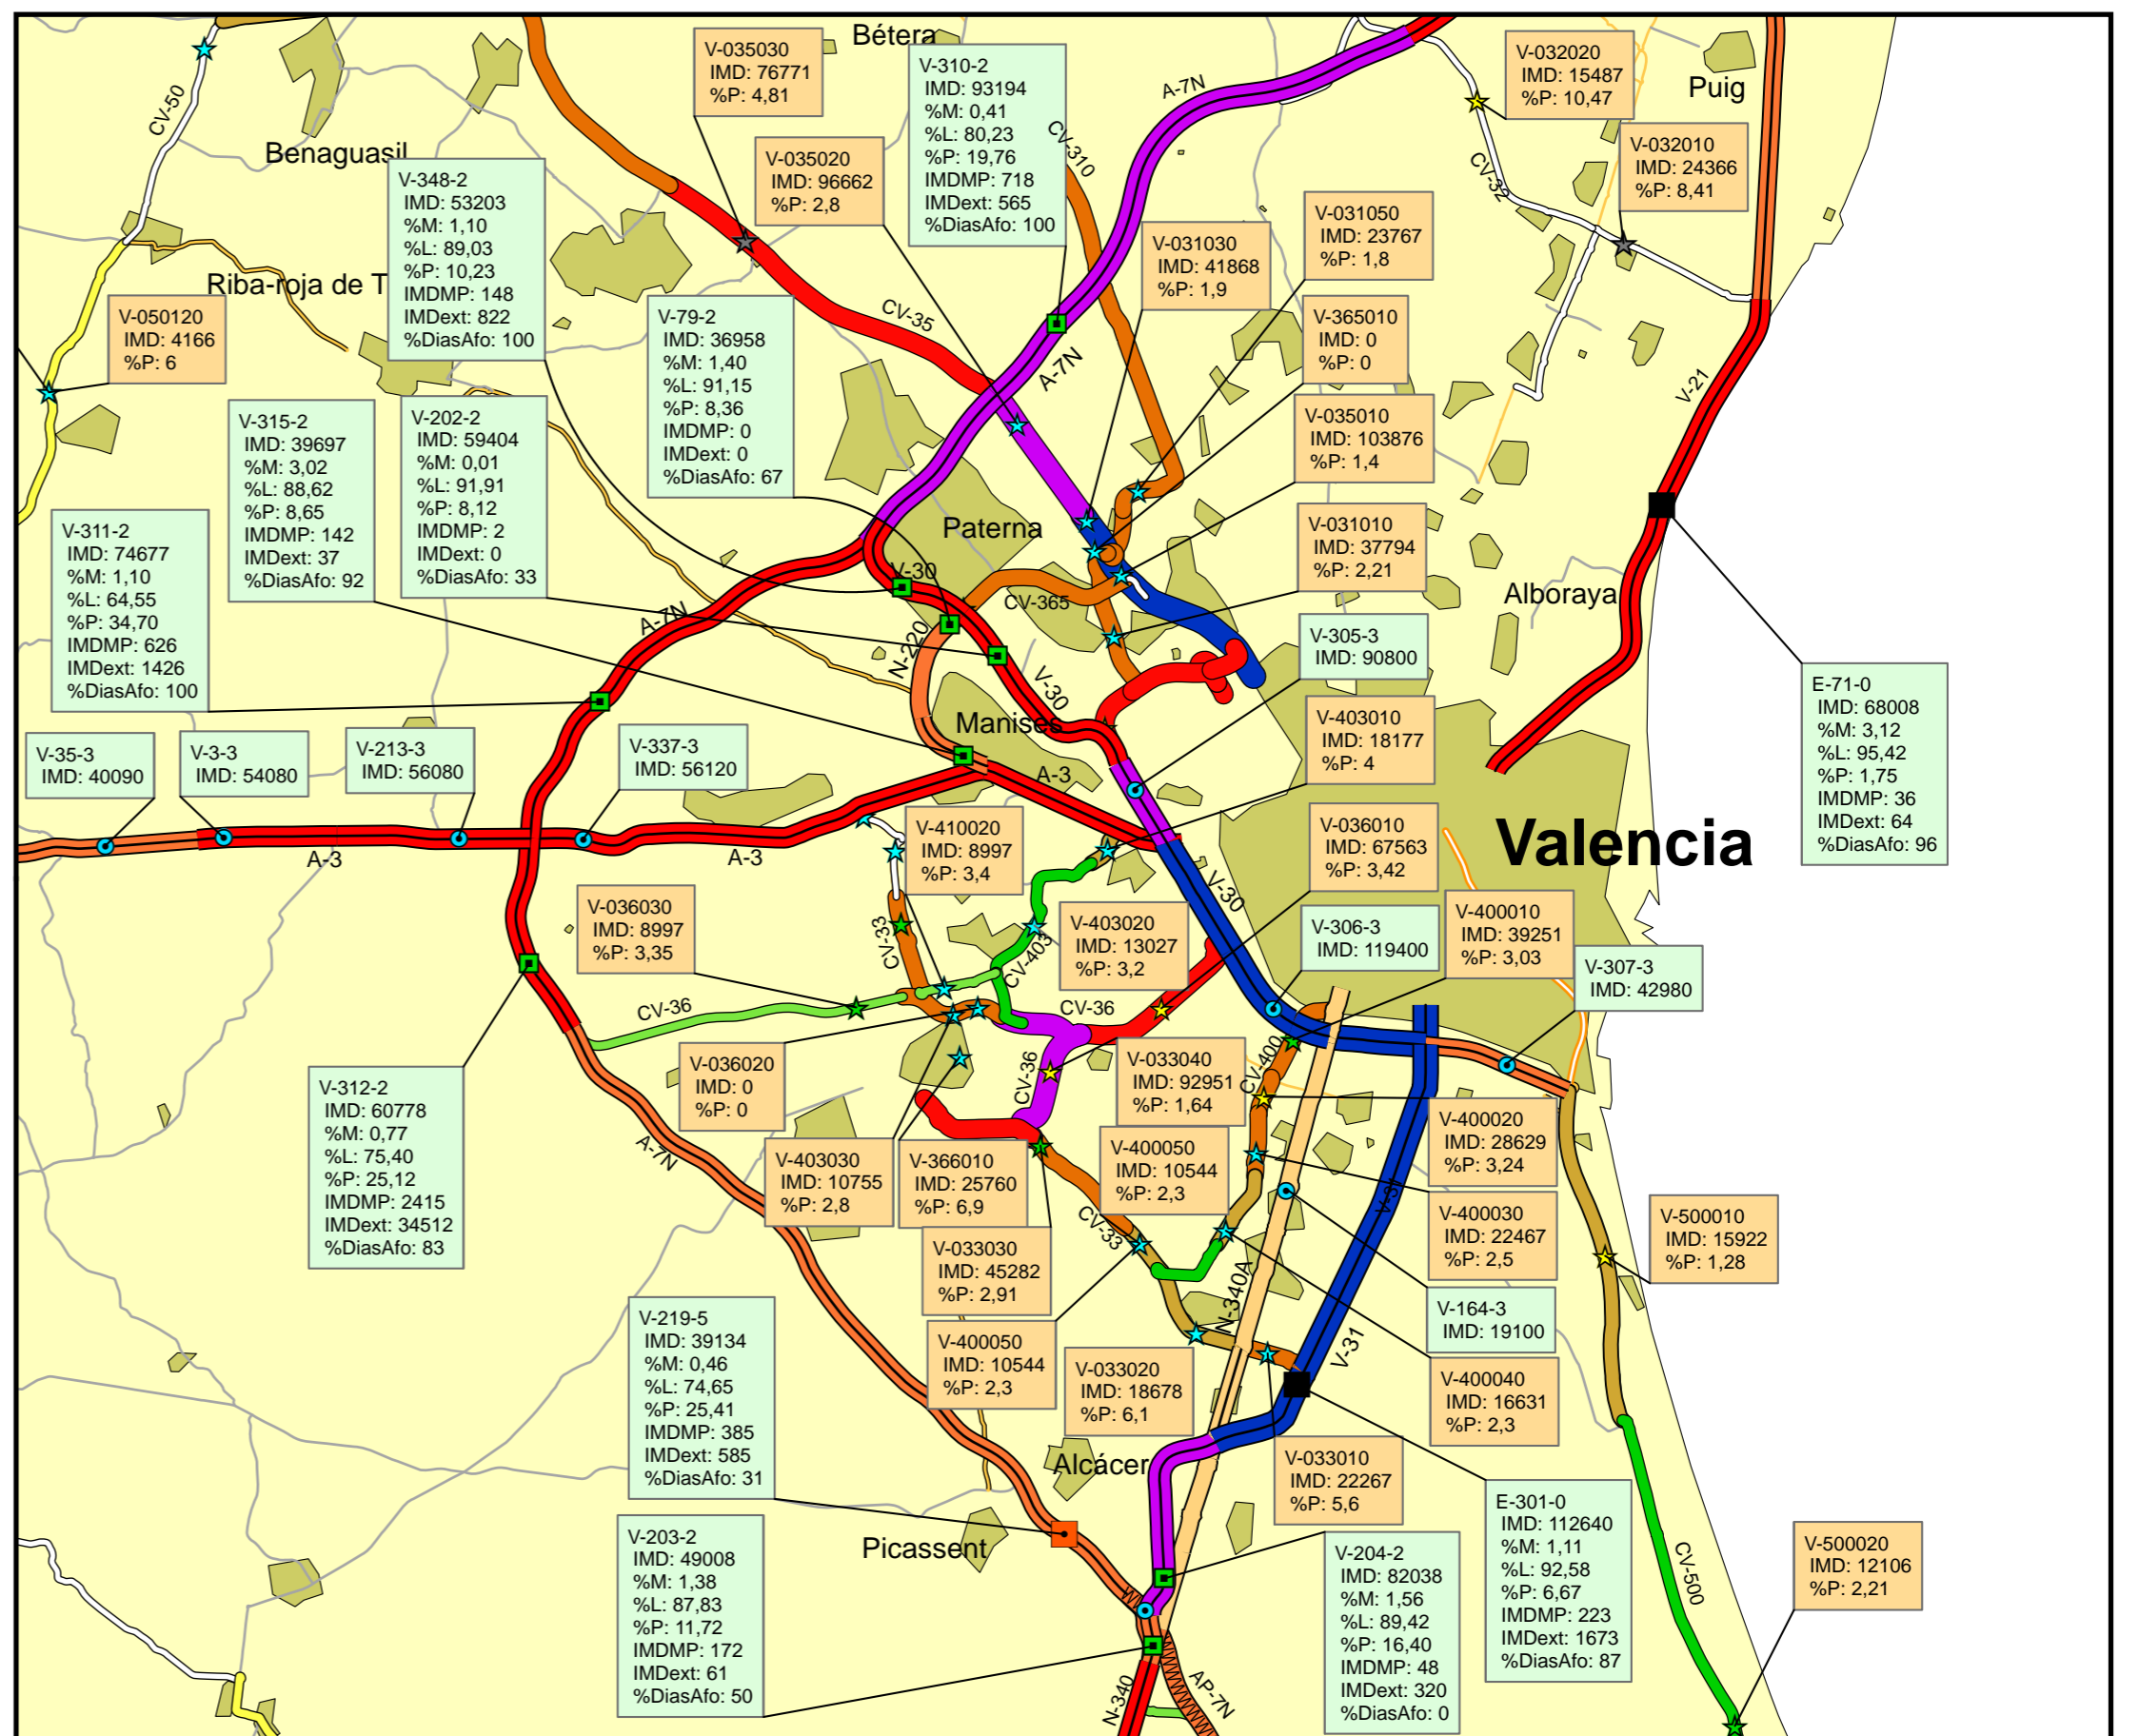 V-035030
IMD: 76771
%P: 4,81
Bétera
V-310-2
IMD: 93194
%M: 0,41
%L: 80,23
%P: 19,76
IMDMP: 718
IMDext: 565
%DiasAfo: 100
A-7N
V-032020
IMD: 15487
%P: 10,47
Puig
CV-50
Benaguasil
V-035020
IMD: 96662
%P: 2,8
CV-310
V-032010
IMD: 24366
%P: 8,41
CV-32
V-348-2
IMD: 53203
%M: 1,10
%L: 89,03
%P: 10,23
IMDMP: 148
IMDext: 822
%DiasAfo: 100
V-031050
IMD: 23767
%P: 1,8
V-031030
IMD: 41868
%P: 1,9
Riba-roja de T
V-050120
IMD: 4166
%P: 6
CV-35
V-79-2
IMD: 36958
%M: 1,40
%L: 91,15
%P: 8,36
IMDMP: 0
IMDext: 0
%DiasAfo: 67
V-365010
IMD: 0
%P: 0
A-7N
V-21
V-315-2
IMD: 39697
%M: 3,02
%L: 88,62
%P: 8,65
IMDMP: 142
IMDext: 37
%DiasAfo: 92
V-202-2
IMD: 59404
%M: 0,01
%L: 91,91
%P: 8,12
IMDMP: 2
IMDext: 0
%DiasAfo: 33
V-035010
IMD: 103876
%P: 1,4
V-311-2
IMD: 74677
%M: 1,10
%L: 64,55
%P: 34,70
IMDMP: 626
IMDext: 1426
%DiasAfo: 100
Paterna
V-031010
IMD: 37794
%P: 2,21
V-30
CV-365
Alboraya
A-7N
N-220
V-305-3
IMD: 90800
V-30
E-71-0
IMD: 68008
%M: 3,12
%L: 95,42
%P: 1,75
IMDMP: 36
IMDext: 64
%DiasAfo: 96
Manises
V-403010
IMD: 18177
%P: 4
V-35-3
IMD: 40090
V-3-3
IMD: 54080
V-213-3
IMD: 56080
V-337-3
IMD: 56120
A-3
A-3
A-3
V-410020
IMD: 8997
%P: 3,4
V-036010
IMD: 67563
%P: 3,42
Valencia
V-036030
IMD: 8997
%P: 3,35
CV-33
V-403020
IMD: 13027
%P: 3,2
CV-403
V-30
V-306-3
IMD: 119400
V-400010
IMD: 39251
%P: 3,03
V-307-3
IMD: 42980
CV-36
CV-36
V-036020
IMD: 0
%P: 0
CV-36
V-033040
IMD: 92951
%P: 1,64
CV-400
V-312-2
IMD: 60778
%M: 0,77
%L: 75,40
%P: 25,12
IMDMP: 2415
IMDext: 34512
%DiasAfo: 83
A-7N
V-403030
IMD: 10755
%P: 2,8
V-366010
IMD: 25760
%P: 6,9
V-400050
IMD: 10544
%P: 2,3
V-400020
IMD: 28629
%P: 3,24
V-31
V-400030
IMD: 22467
%P: 2,5
V-500010
IMD: 15922
%P: 1,28
CV-33
V-033030
IMD: 45282
%P: 2,91
N-340A
V-164-3
IMD: 19100
V-219-5
IMD: 39134
%M: 0,46
%L: 74,65
%P: 25,41
IMDMP: 385
IMDext: 585
%DiasAfo: 31
V-400050
IMD: 10544
%P: 2,3
V-033020
IMD: 18678
%P: 6,1
V-31
V-400040
IMD: 16631
%P: 2,3
Alcácer
V-033010
IMD: 22267
%P: 5,6
E-301-0
IMD: 112640
%M: 1,11
%L: 92,58
%P: 6,67
IMDMP: 223
IMDext: 1673
%DiasAfo: 87
Picassent
V-203-2
IMD: 49008
%M: 1,38
%L: 87,83
%P: 11,72
IMDMP: 172
IMDext: 61
%DiasAfo: 50
V-204-2
IMD: 82038
%M: 1,56
%L: 89,42
%P: 16,40
IMDMP: 48
IMDext: 320
%DiasAfo: 0
CV-500
V-500020
IMD: 12106
%P: 2,21
N-340
AP-7N